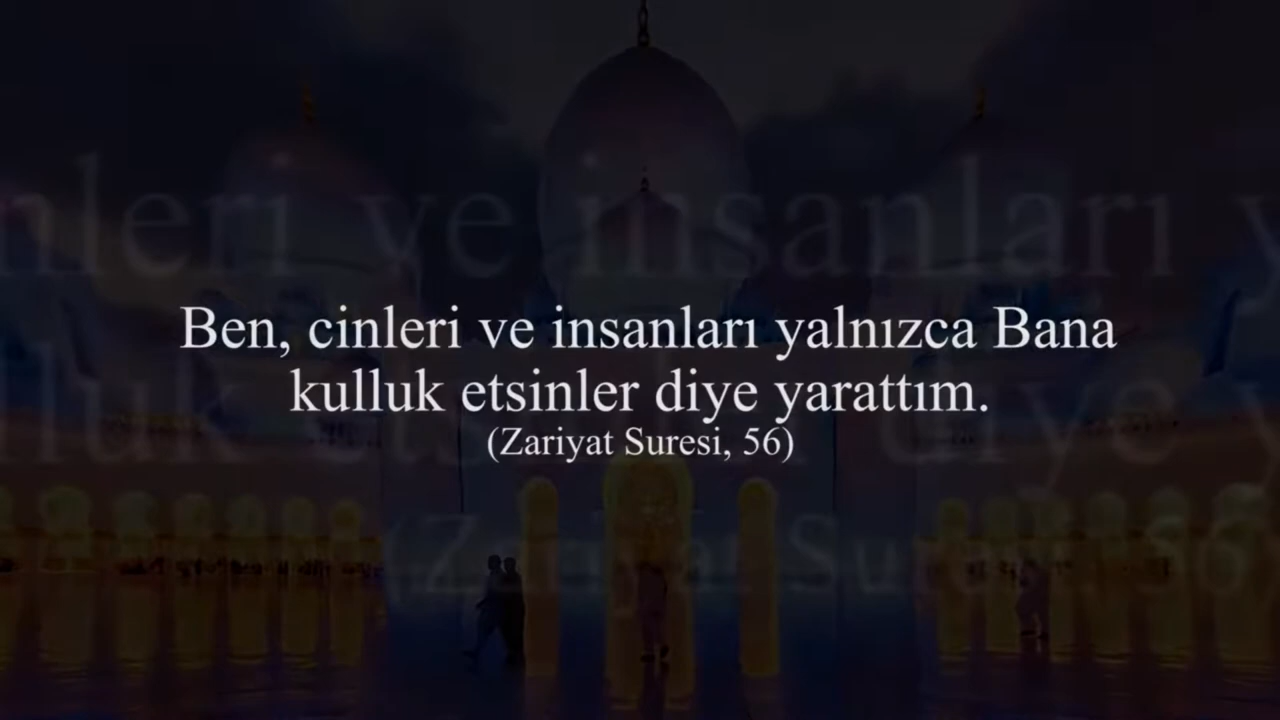 Ben, cinleri ve insanları yalnızca Bana
kulluk etsinler diye yarattım.
(Zariyat Suresi, 56)